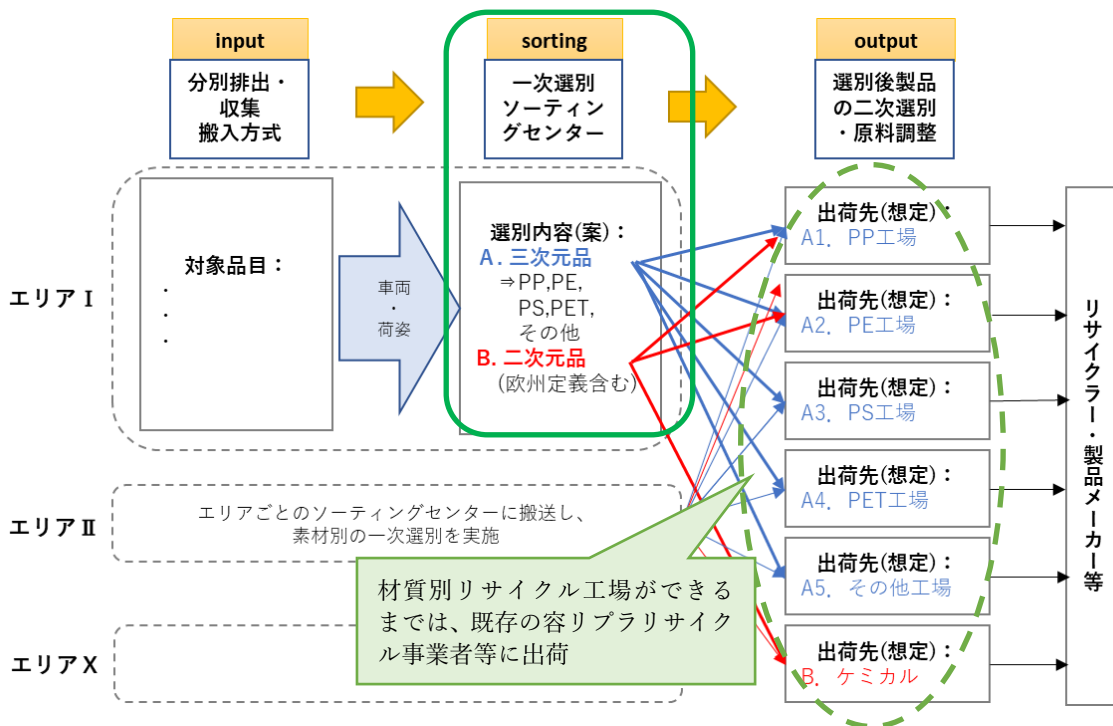 input
分別排出・
収集
搬入方式
sorting
一次選別
ソーティ
ングセン
ター
output
選別後製品
の二次選別
・原料調整
エリアⅠ
対象品目：
・
・
・
車両
・
荷姿
選別内容(案)：
A. 三次元品
⇒PP,PE,
PS,PET,
その他
B. 二次元品
(欧州定義含む)
出荷先(想定)：
A1．PP工場
出荷先(想定)：
A2．PE工場
出荷先(想定)：
A3．PS工場
出荷先(想定)：
A4．PET工場
出荷先(想定)：
A5．その他工場
出荷先(想定)：
B．ケミカル
リサイクラー・製品メーカー等
エリアⅡ
エリアごとのソーティングセンターに搬送し、
素材別の一次選別を実施
材質別リサイクル工場ができる
までは、既存の容リプラリサイク
ル事業者等に出荷
エリアX